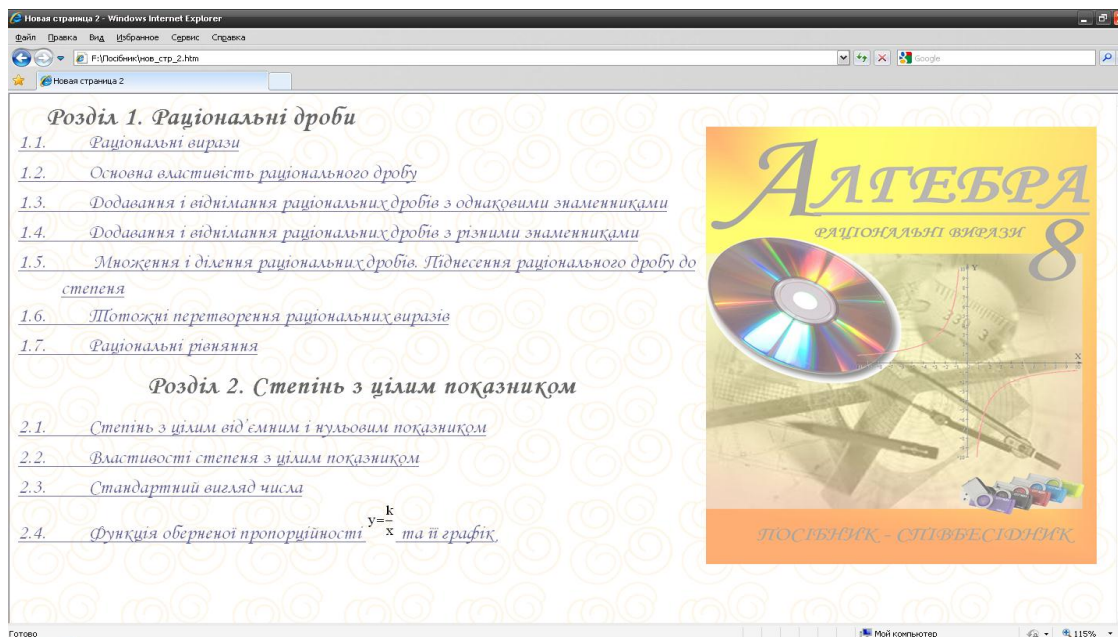 Новая страница 2 - Windows Internet Explorer
Файл Правка Вид Избранное Сервис Справка
F:\Посібник\нов_стр_2.htm
Google
Новая страница 2
Розділ 1. Раціональні дроби
1.1. Раціональні вирази
1.2. Основна властивість раціонального дробу
1.3. Додавання і віднімання раціональних дробів з однаковими знаменниками
1.4. Додавання і віднімання раціональних дробів з різними знаменниками
1.5. Множення і ділення раціональних дробів. Піднесення раціонального дробу до
степеня
1.6. Тотожні перетворення раціональних виразів
1.7. Раціональні рівняння
Розділ 2. Степінь з цілим показником
2.1. Степінь з цілим від'ємним і нульовим показником
2.2. Властивості степеня з цілим показником
2.3. Стандартний вигляд числа
2.4. Функція оберненої пропорційності y=k/x та її графік
АЛГЕБРА
РАЦІОНАЛЬНІ ВИРАЗИ
8
Y
X
ПОСІБНИК - СПІВБЕСІДНИК
Готово
Мой компьютер
115%